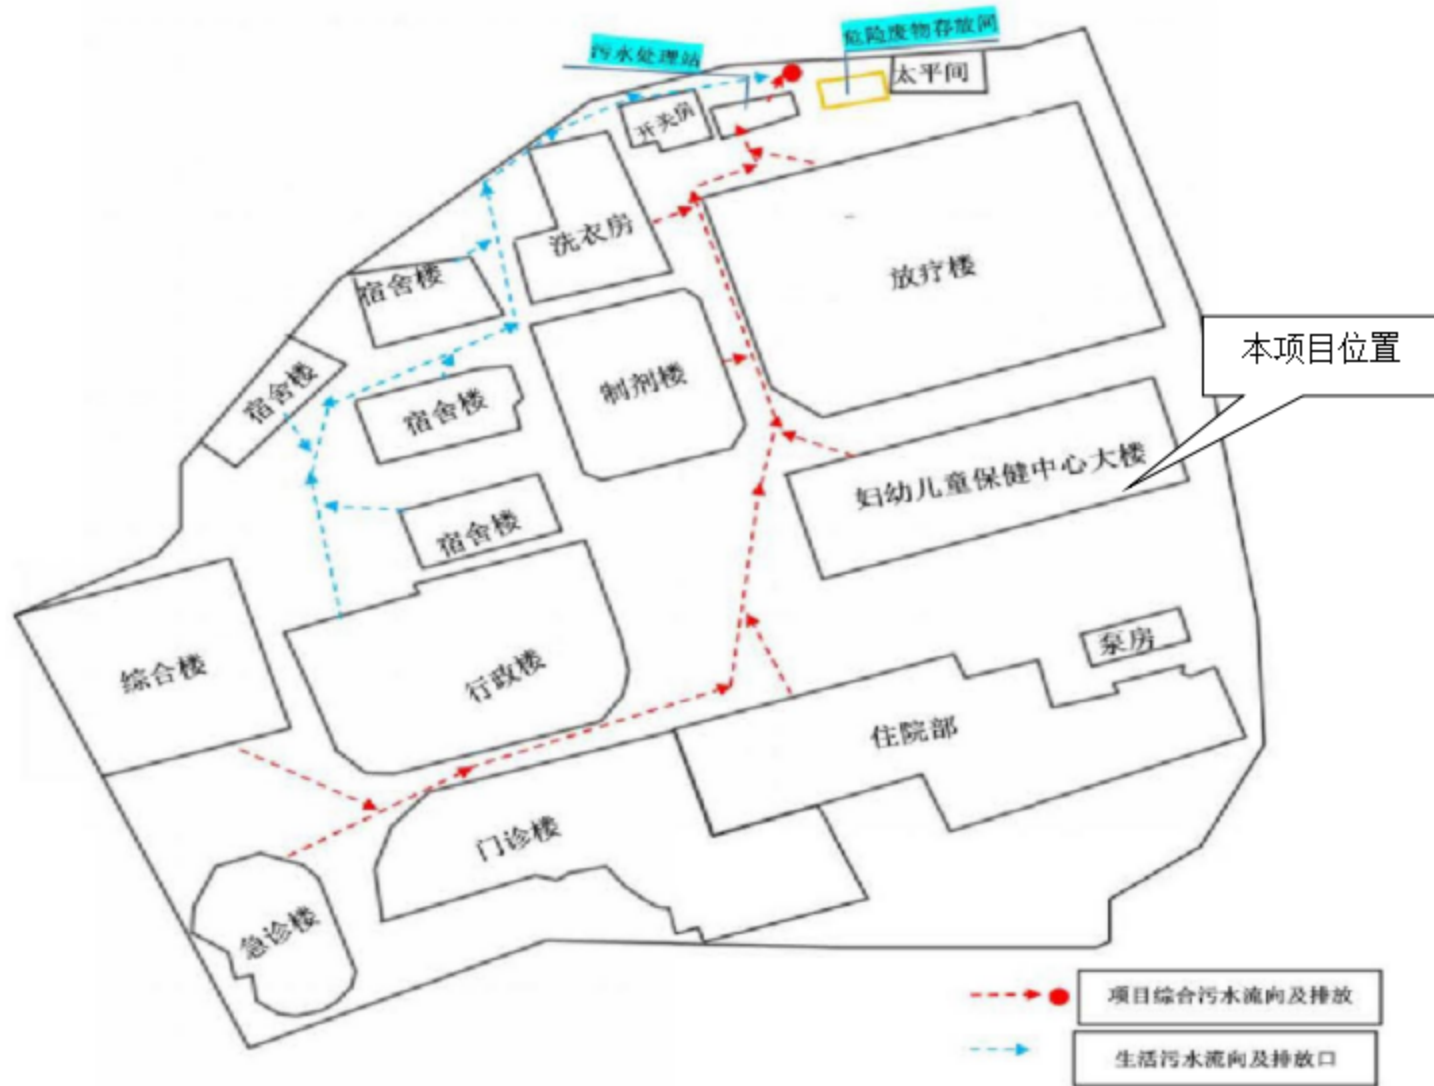 危险废物存放间
污水处理站
太平间
开关房
洗衣房
放疗楼
宿舍楼
本项目位置
宿舍楼
制剂楼
宿舍楼
妇幼儿童保健中心大楼
宿舍楼
泵房
综合楼
行政楼
住院部
门诊楼
急诊楼
项目综合污水流向及排放
生活污水流向及排放口